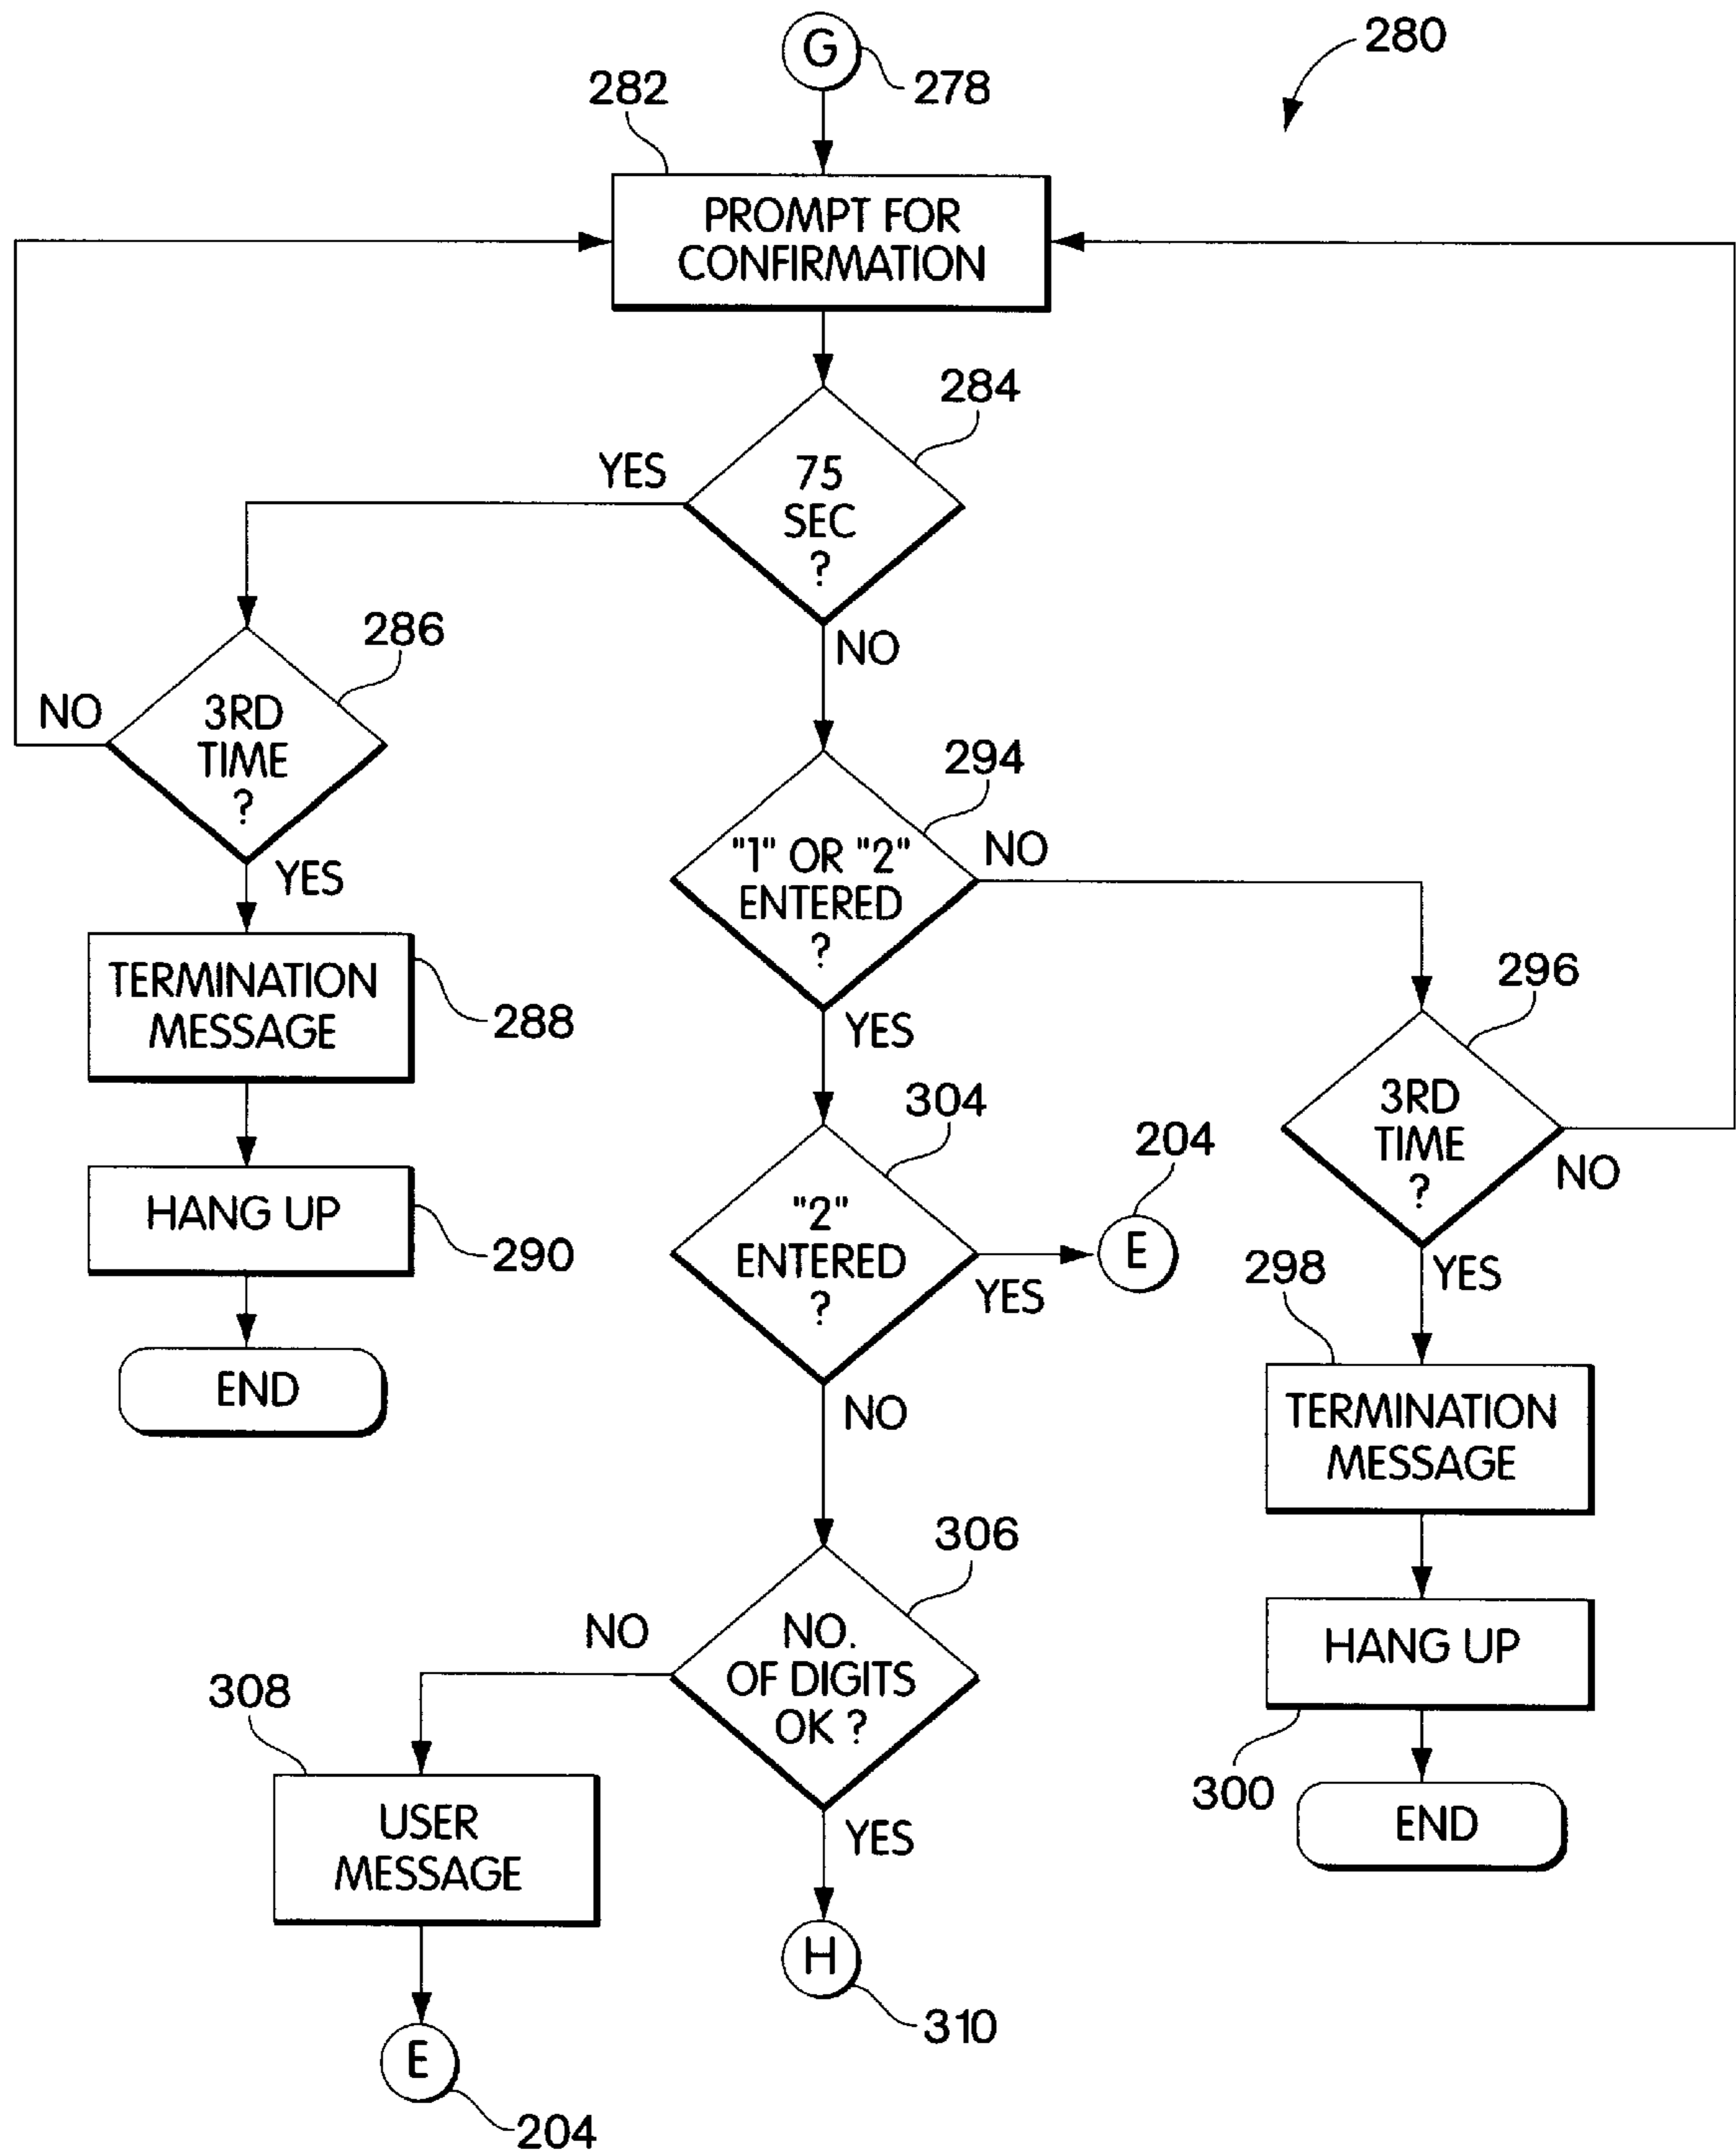 280
G
278
282
PROMPT FOR
CONFIRMATION
284
YES
75
SEC
?
NO
286
NO
3RD
TIME
?
YES
294
"1" OR "2"
ENTERED
?
NO
YES
TERMINATION
MESSAGE
288
296
3RD
TIME
?
NO
YES
304
"2"
ENTERED
?
YES
204
E
NO
HANG UP
290
END
298
TERMINATION
MESSAGE
306
NO
NO.
OF DIGITS
OK ?
YES
HANG UP
300
END
308
USER
MESSAGE
H
310
E
204